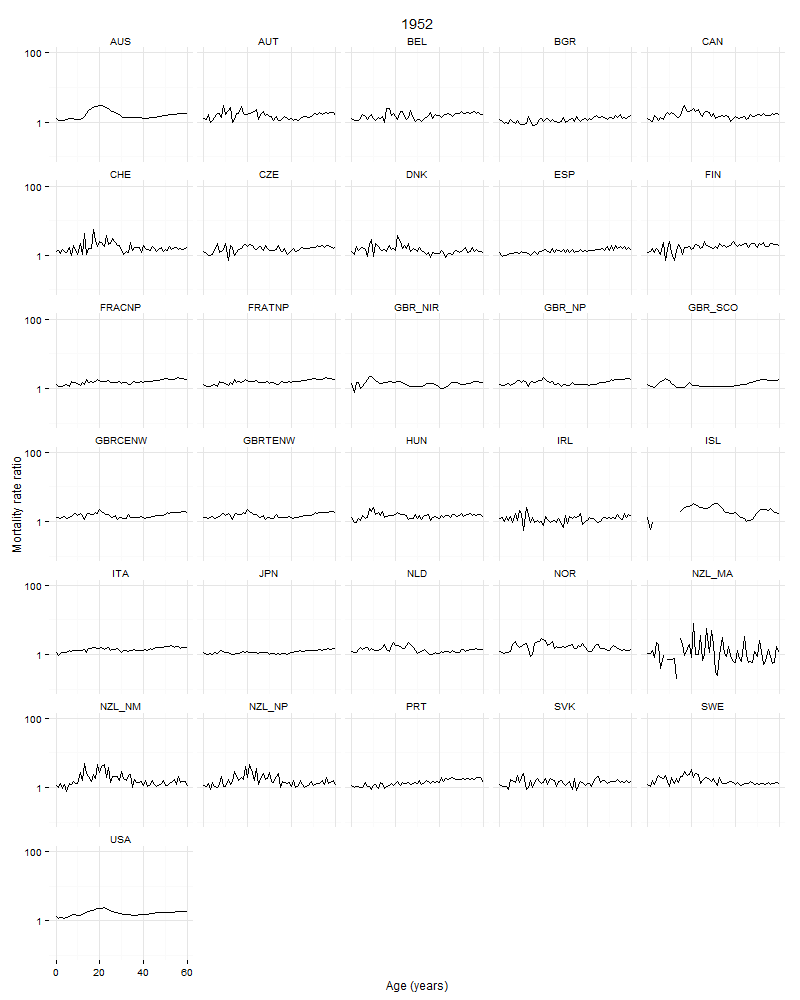 1952
AUS AUT BEL BGR CAN
100
1
CHE CZE DNK ESP FIN
100
1
FRACNP FRATNP GBR_NIR GBR_NP GBR_SCO
100
1
GBRCENW GBRTENW HUN IRL ISL
100
1
Mortality rate ratio
ITA JPN NLD NOR NZL_MA
100
1
NZL_NM NZL_NP PRT SVK SWE
100
1
USA
100
1
0 20 40 60
Age (years)